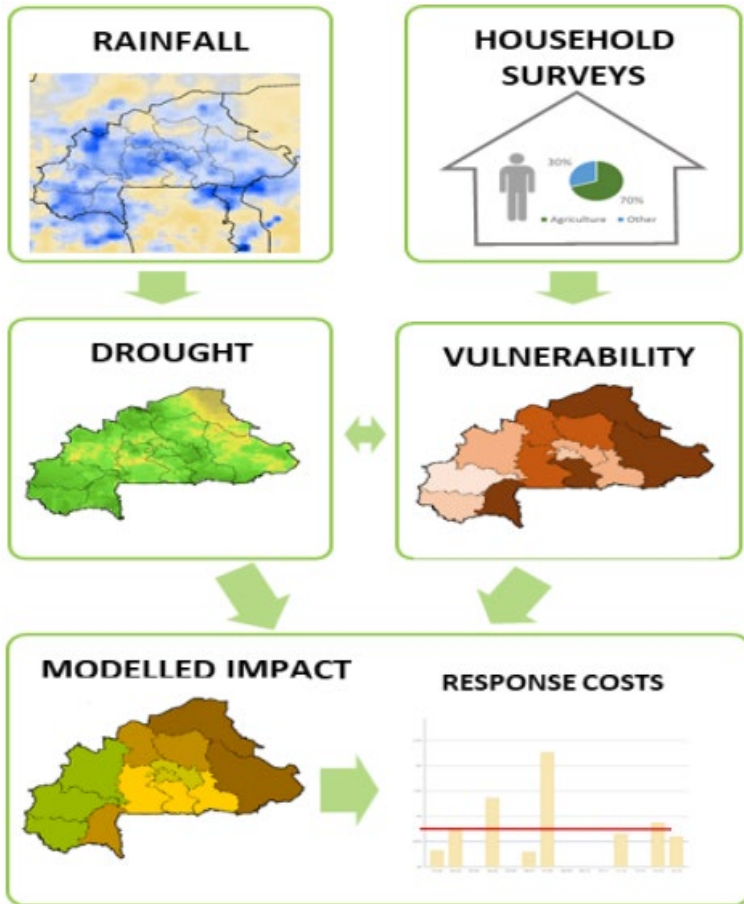 RAINFALL
HOUSEHOLD
SURVEYS
30%
70%
Agriculture Other
DROUGHT
VULNERABILITY
MODELLED IMPACT
RESPONSE COSTS